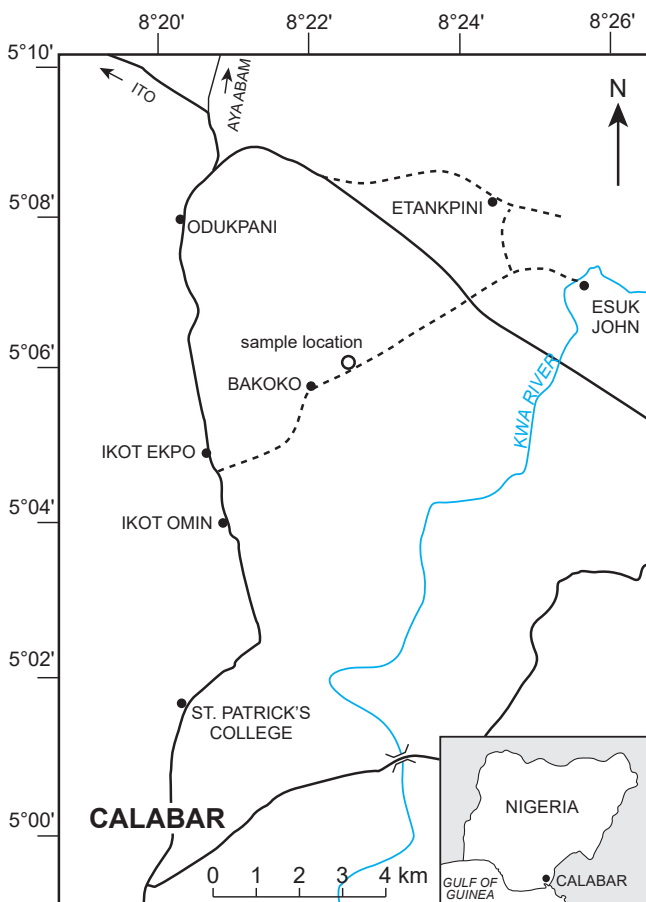 8°20'
8°22'
8°24'
8°26'
5°10'
ITO
AYA ABAM
N
5°08'
ODUKPANI
ETANKPINI
ESUK
JOHN
5°06'
sample location
BAKOKO
KWA RIVER
IKOT EKPO
5°04'
IKOT OMIN
5°02'
ST. PATRICK'S
COLLEGE
5°00'
CALABAR
0
1
2
3
4 km
NIGERIA
GULF OF
GUINEA
CALABAR